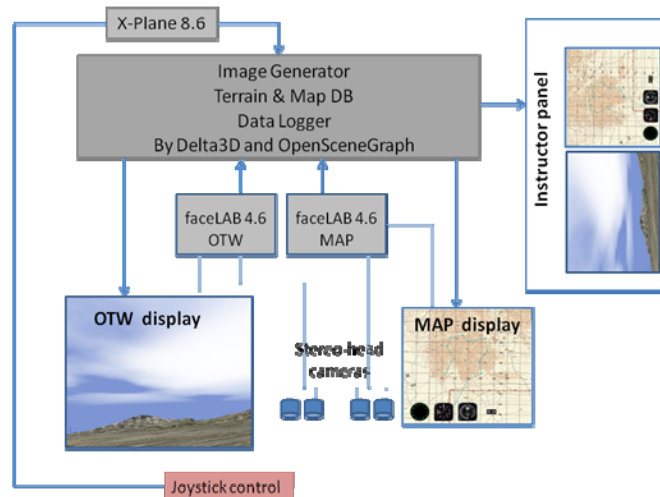 X-Plane 8.6
Image Generator
Terrain & Map DB
Data Logger
By Delta3D and OpenSceneGraph
Instructor panel
faceLAB 4.6
OTW
faceLAB 4.6
MAP
OTW display
Stereo-head
cameras
MAP display
Joystick control